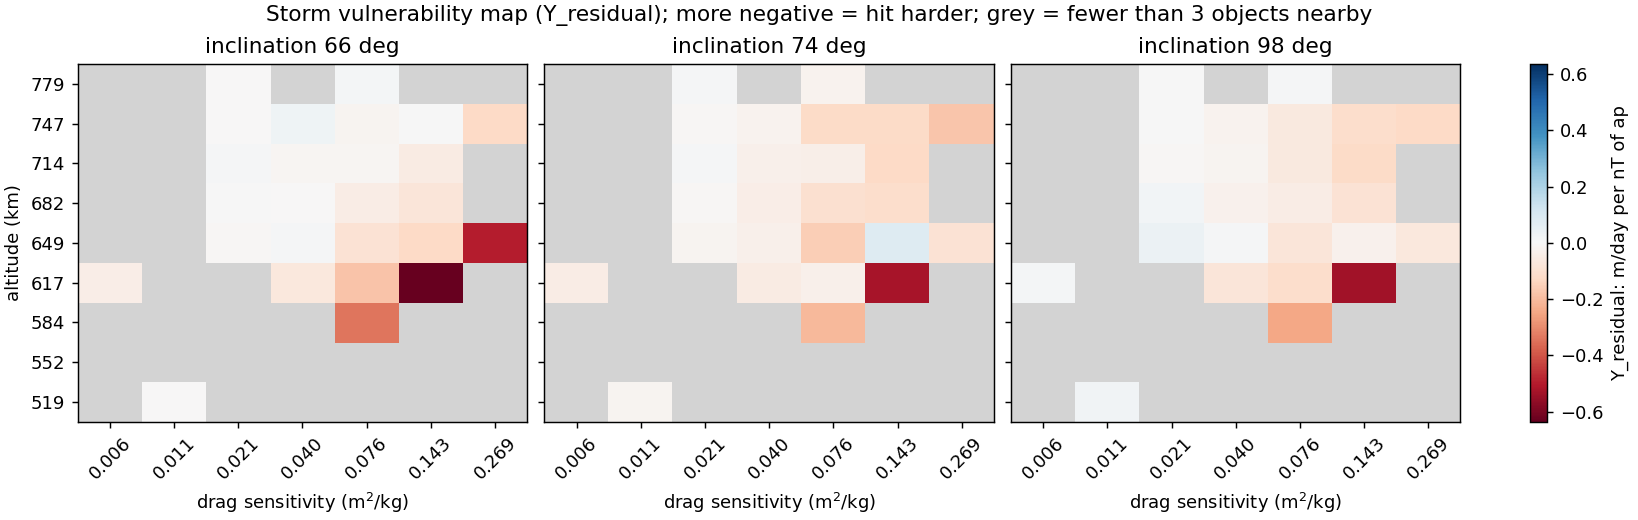 Storm vulnerability map (Y_residual); more negative = hit harder; grey = fewer than 3 objects nearby
inclination 66 deg
inclination 74 deg
inclination 98 deg
altitude (km)
779
747
714
682
649
617
584
552
519
0.006 0.011 0.021 0.040 0.076 0.143 0.269
drag sensitivity (m²/kg)
0.006 0.011 0.021 0.040 0.076 0.143 0.269
drag sensitivity (m²/kg)
0.006 0.011 0.021 0.040 0.076 0.143 0.269
drag sensitivity (m²/kg)
0.6
0.4
0.2
0.0
−0.2
−0.4
−0.6
Y_residual: m/day per nT of ap